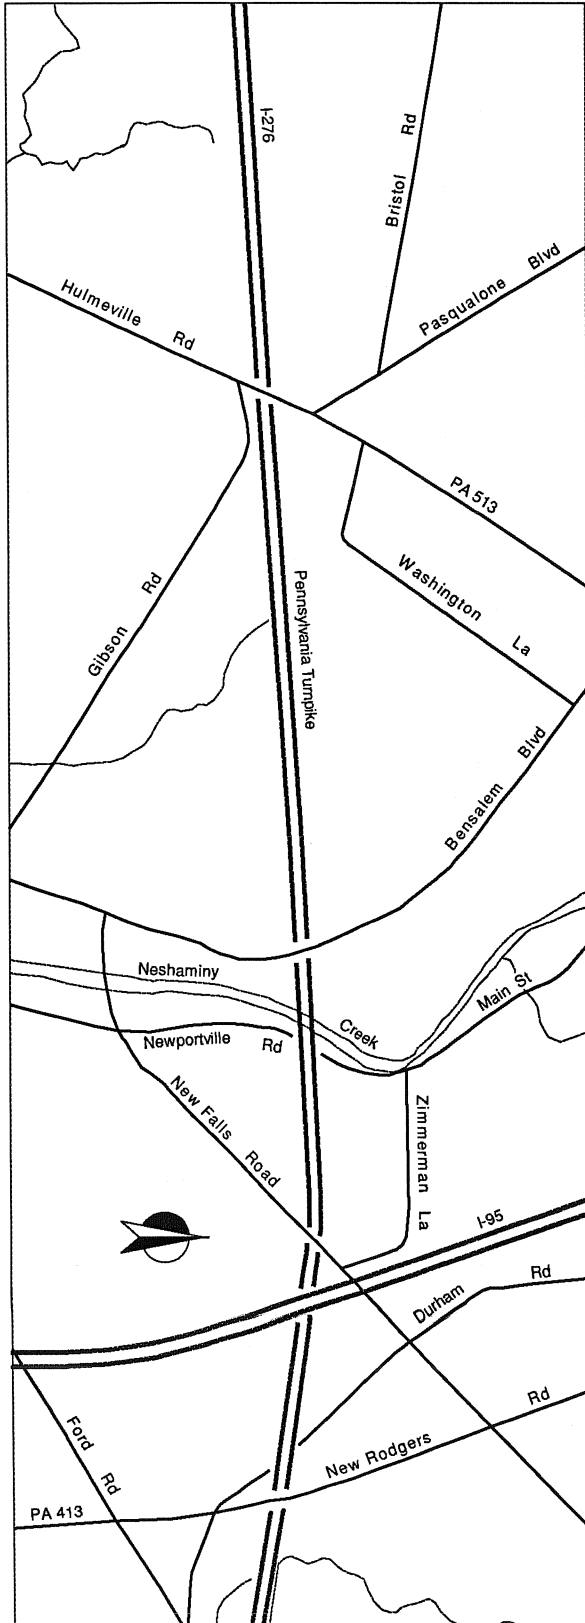 I-276
Bristol Rd
Pasqualone Blvd
Hulmeville Rd
PA 513
Washington La
Gibson Rd
Pennsylvania Turnpike
Bensalem Blvd
Neshaminy
Creek
Main St
Newportville Rd
New Falls Road
Zimmerman La
I-95
Durham Rd
Ford Rd
New Rodgers Rd
PA 413